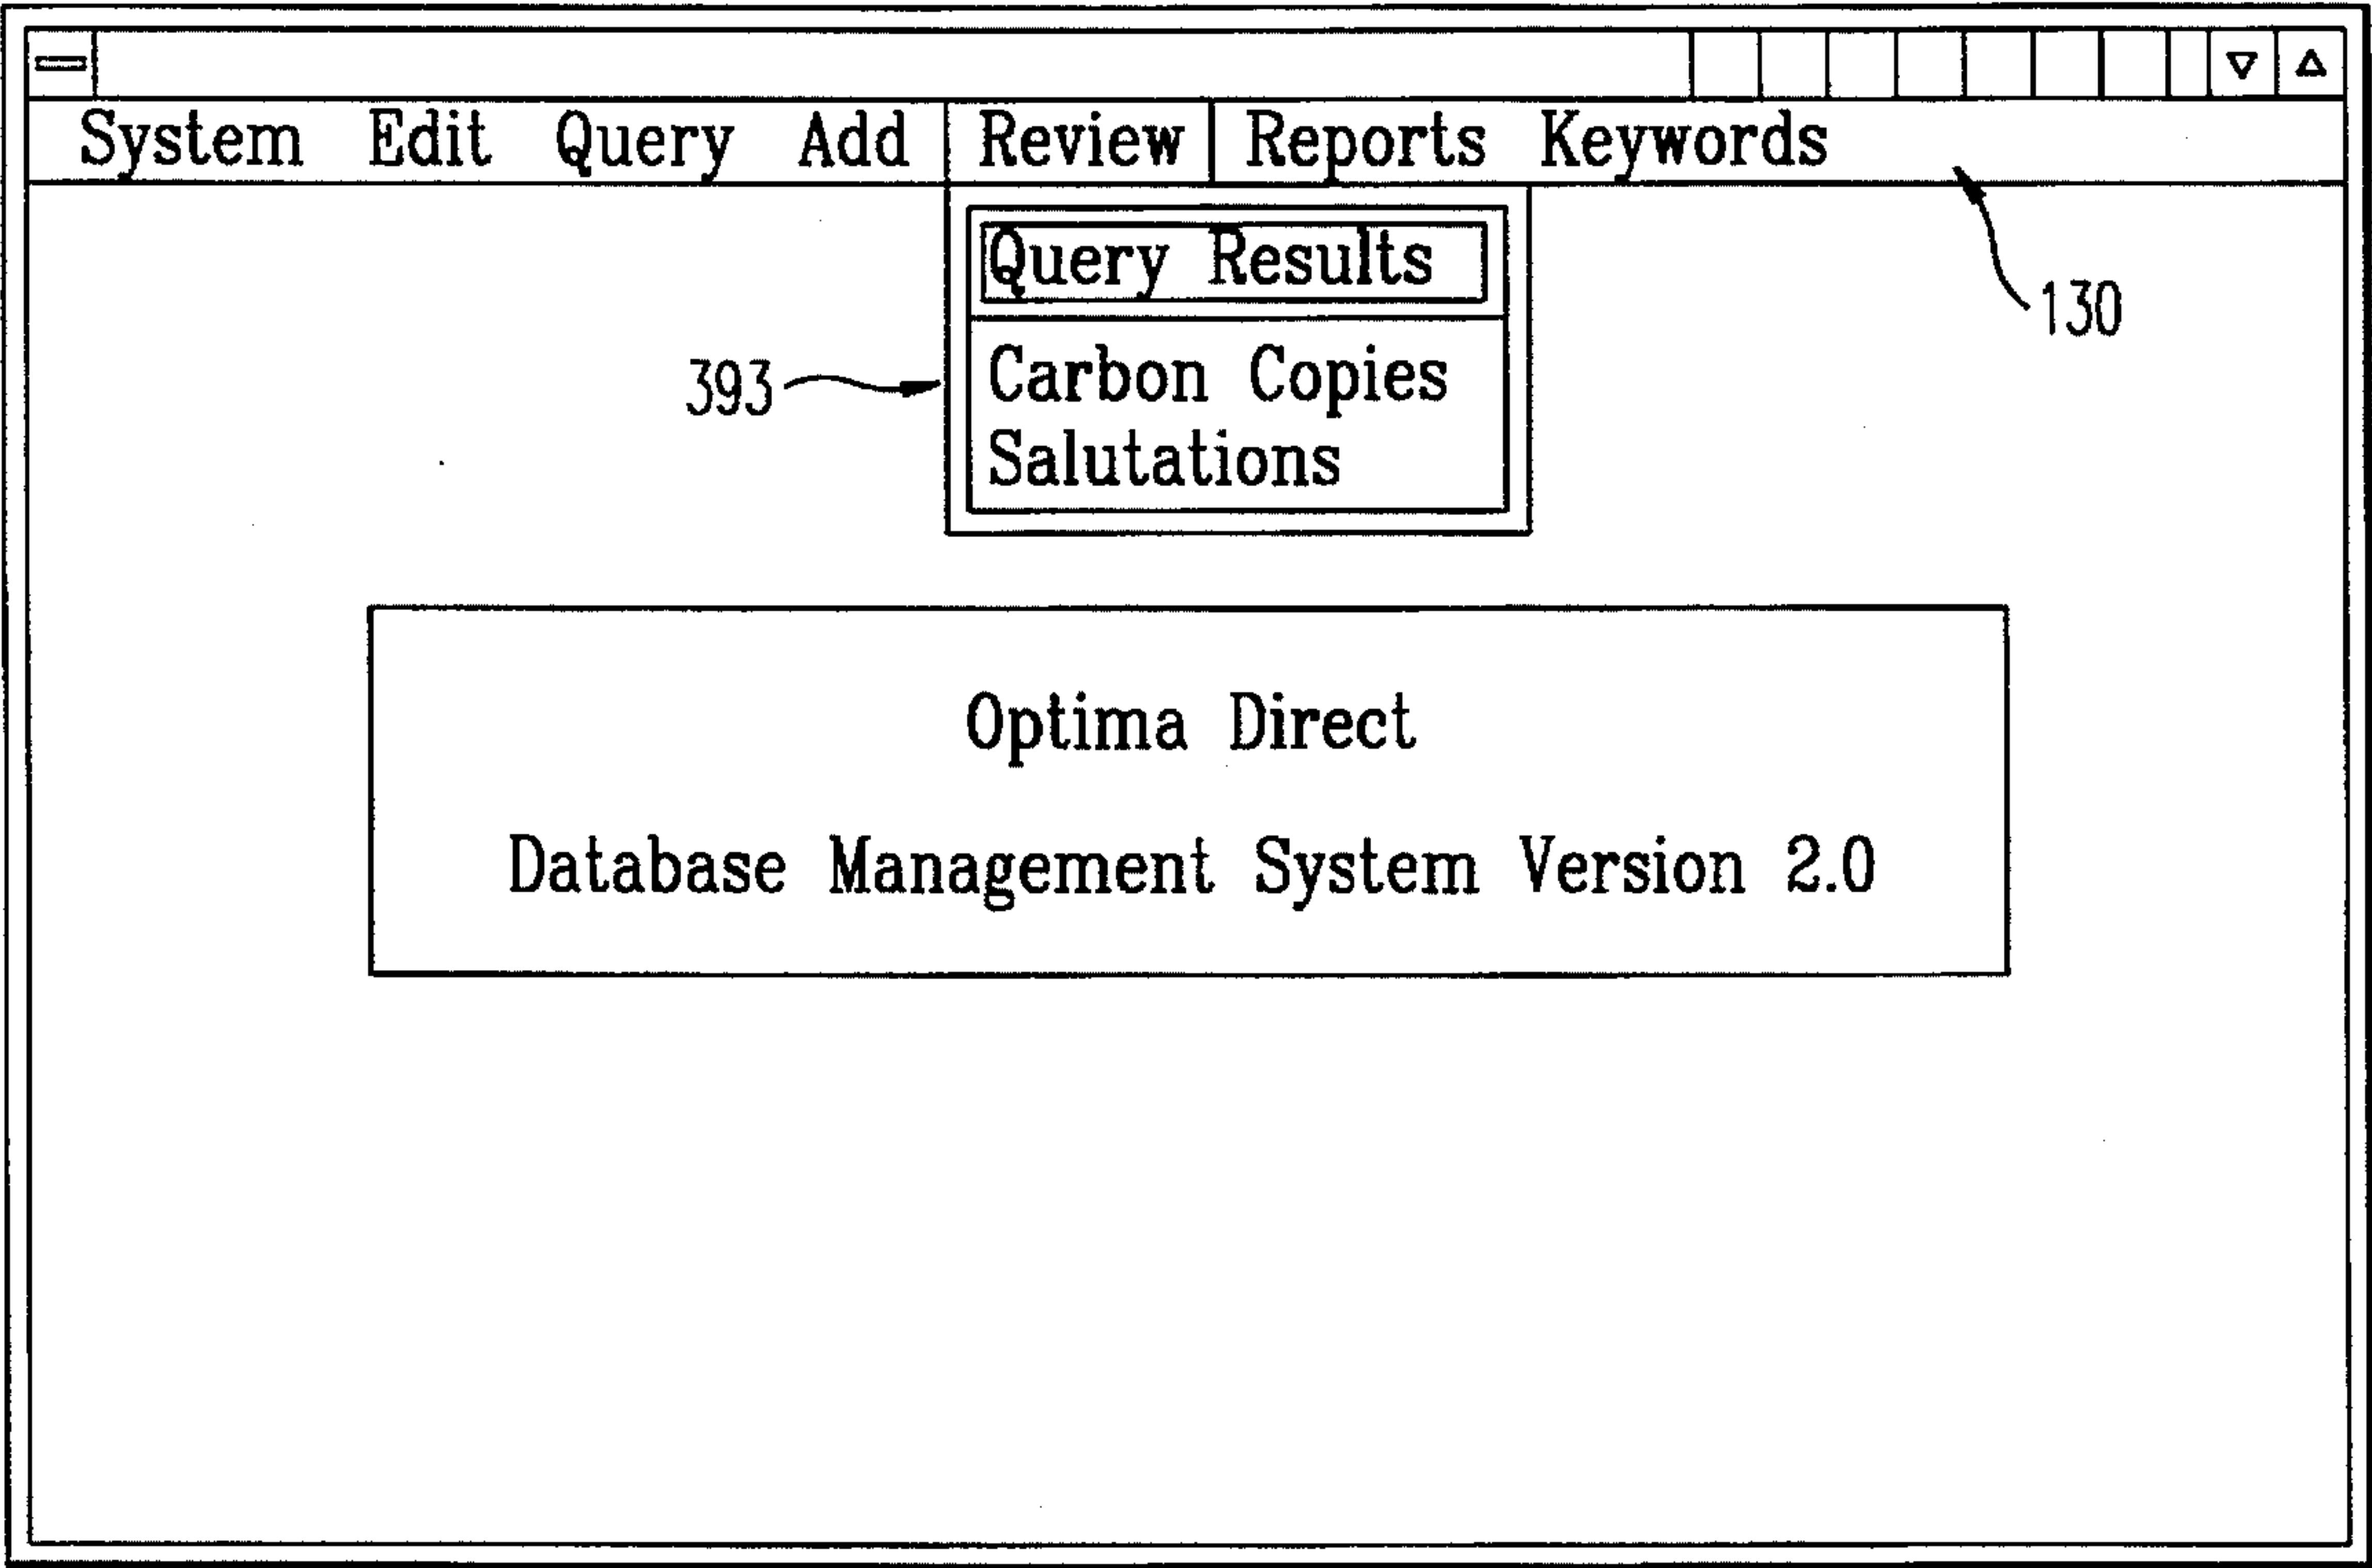 System Edit Query Add Review Reports Keywords
Query Results
130
Carbon Copies
393
Salutations
Optima Direct
Database Management System Version 2.0